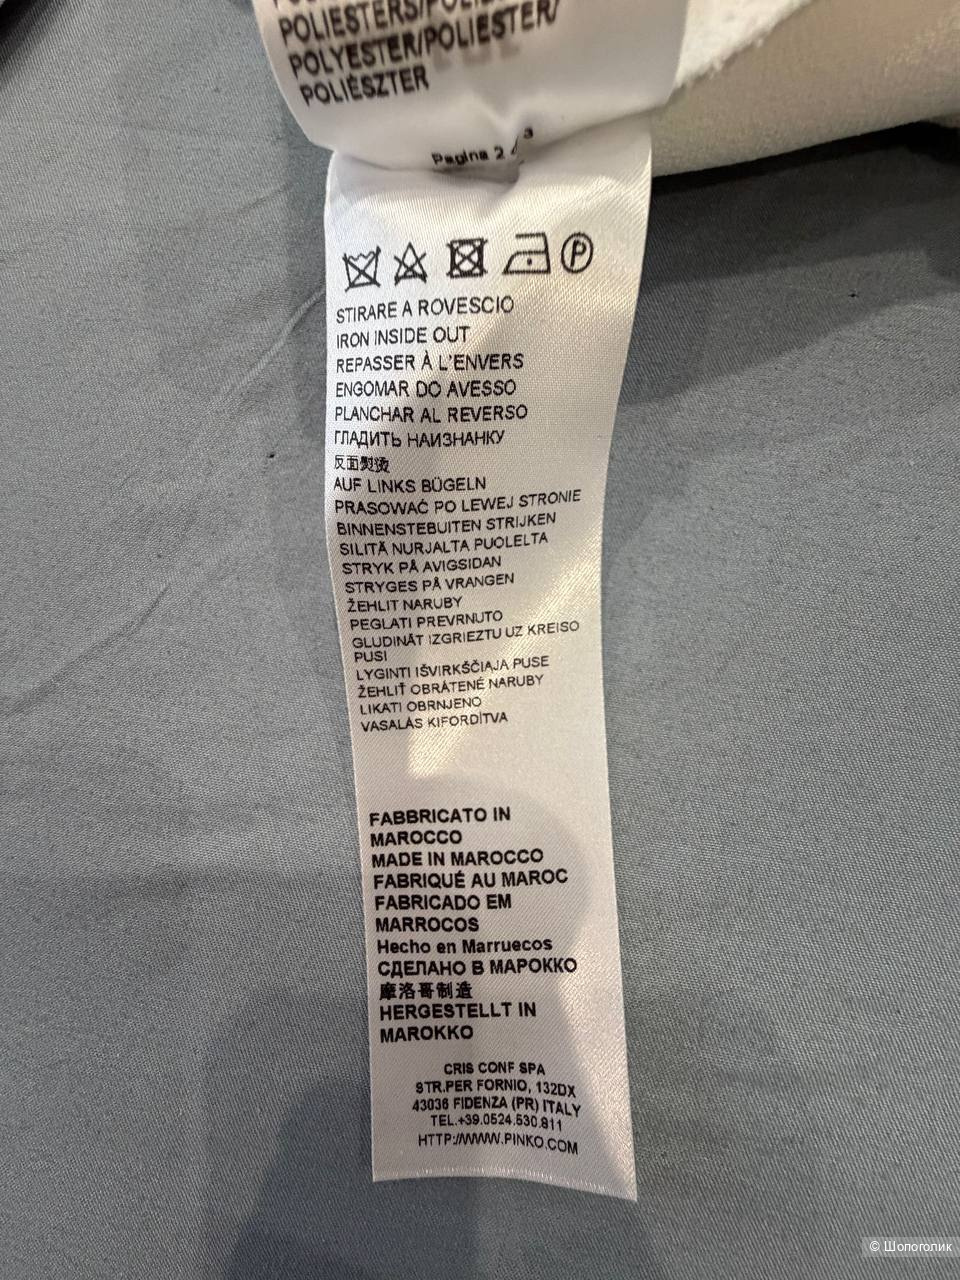 POLIESTERS/
POLYESTER/POLIESTER/
POLIÉSZTER
Pagina 2 / 3
P
STIRARE A ROVESCIO
IRON INSIDE OUT
REPASSER À L'ENVERS
ENGOMAR DO AVESSO
PLANCHAR AL REVERSO
ГЛАДИТЬ НАИЗНАНКУ
反面熨烫
AUF LINKS BÜGELN
PRASOWAĆ PO LEWEJ STRONIE
BINNENSTEBUITEN STRIJKEN
SILITÄ NURJALTA PUOLELTA
STRYK PÅ AVIGSIDAN
STRYGES PÅ VRANGEN
ŽEHLIT NARUBY
PEGLATI PREVRNUTO
GLUDINĀT IZGRIEZTU UZ KREISO
PUSI
LYGINTI IŠVIRKŠČIĄJA PUSE
ŽEHLIŤ OBRÁTENÉ NARUBY
LIKATI OBRNJENO
VASALÁS KIFORDÍTVA
FABBRICATO IN
MAROCCO
MADE IN MAROCCO
FABRIQUÉ AU MAROC
FABRICADO EM
MARROCOS
Hecho en Marruecos
СДЕЛАНО В МАРОККО
摩洛哥制造
HERGESTELLT IN
MAROKKO
CRIS CONF SPA
STR.PER FORNIO, 132DX
43036 FIDENZA (PR) ITALY
TEL.+39.0524.530.811
HTTP://WWW.PINKO.COM
© Шопоголик